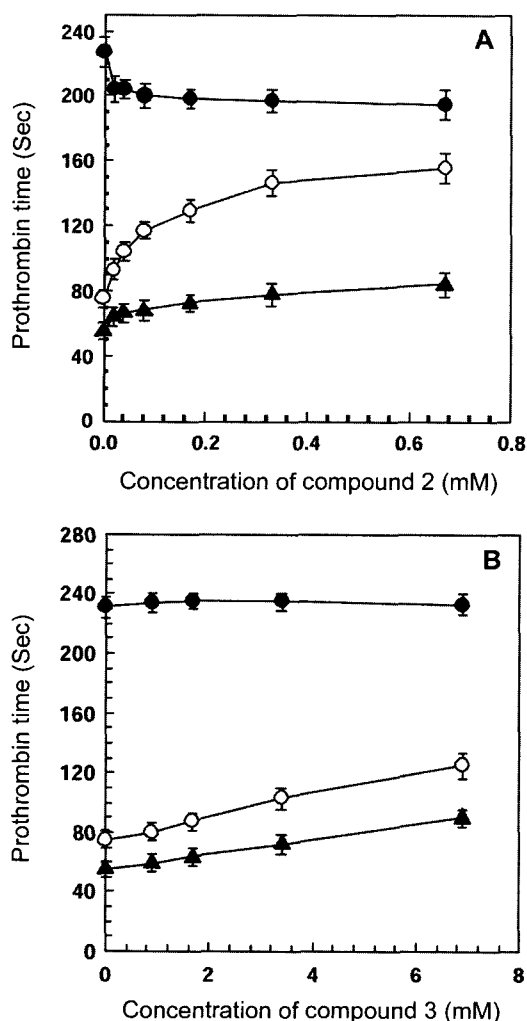 A
Prothrombin time (Sec)
240
200
160
120
80
40
0
0.0 0.2 0.4 0.6 0.8
Concentration of compound 2 (mM)
B
Prothrombin time (Sec)
280
240
200
160
120
80
40
0
0 2 4 6 8
Concentration of compound 3 (mM)